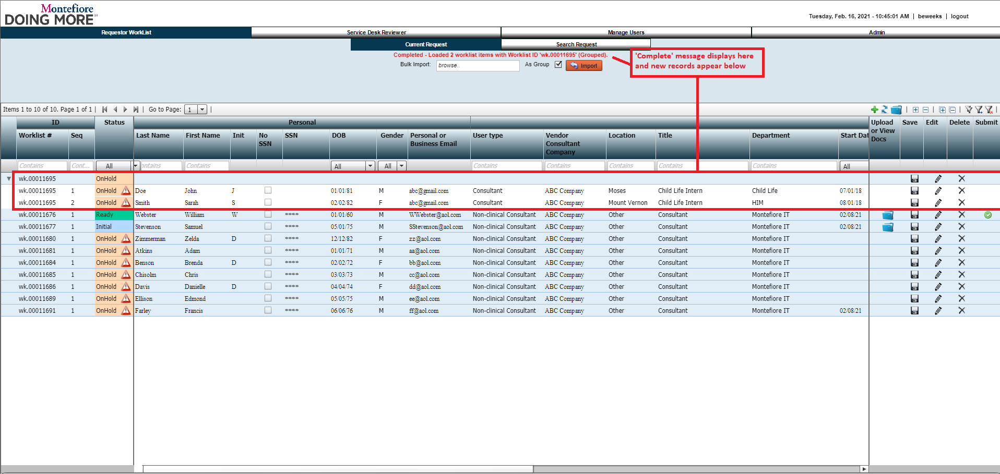 Montefiore
DOING MORE℠
Tuesday, Feb. 16, 2021 - 10:45:01 AM | beweeks | logout
Requestor WorkList Service Desk Reviewer Manage Users Admin
Current Request Search Request
Completed - Loaded 2 worklist items with Worklist ID 'wk.00011695' (Grouped).
'Complete' message displays here
and new records appear below
Bulk Import: browse.. As Group Import
Items 1 to 10 of 10. Page 1 of 1 | Go to Page: 1 |
ID Status Personal Upload or View Docs Save Edit Delete Submit
Worklist # Seq Last Name First Name Init No SSN SSN DOB Gender Personal or Business Email User type Vendor Consultant Company Location Title Department Start Dat
Contains Cont... All ontains Contains All All Contains Contains Contains Contains Contains All
wk.00011695 OnHold
wk.00011695 1 OnHold Doe John J 01/01/81 M abc@gmail.com Consultant ABC Company Moses Child Life Intern Child Life 07/01/18
wk.00011695 2 OnHold Smith Sarah S 02/02/82 F abc@gmail.com Consultant ABC Company Mount Vernon Child Life Intern HIM 08/01/18
wk.00011676 1 Ready Webster William W **** 01/01/60 M WWebster@aol.com Non-clinical Consultant ABC Company Other Consultant Montefiore IT 02/08/21
wk.00011677 1 Initial Stevenson Samuel **** 05/01/75 M SStevenson@aol.com Non-clinical Consultant ABC Company Other Consultant Montefiore IT 02/08/21
wk.00011680 1 OnHold Zimmerman Zelda D **** 12/12/82 F zz@aol.com Non-clinical Consultant ABC Company Other Consultant Montefiore IT
wk.00011681 1 OnHold Atkins Adam **** 01/01/71 M aa@aol.com Non-clinical Consultant ABC Company Other Consultant Montefiore IT
wk.00011684 1 OnHold Benson Brenda D **** 02/02/72 F bb@aol.com Non-clinical Consultant ABC Company Other Consultant Montefiore IT
wk.00011685 1 OnHold Chisolm Chris **** 03/03/73 M cc@aol.com Non-clinical Consultant ABC Company Other Consultant Montefiore IT
wk.00011686 1 OnHold Davis Danielle D **** 04/04/74 F dd@aol.com Non-clinical Consultant ABC Company Other Consultant Montefiore IT
wk.00011689 1 OnHold Ellison Edmond **** 05/05/75 M ee@aol.com Non-clinical Consultant ABC Company Other Consultant Montefiore IT
wk.00011691 1 OnHold Farley Francis **** 06/06/76 M ff@aol.com Non-clinical Consultant ABC Company Other Consultant Montefiore IT 02/08/21